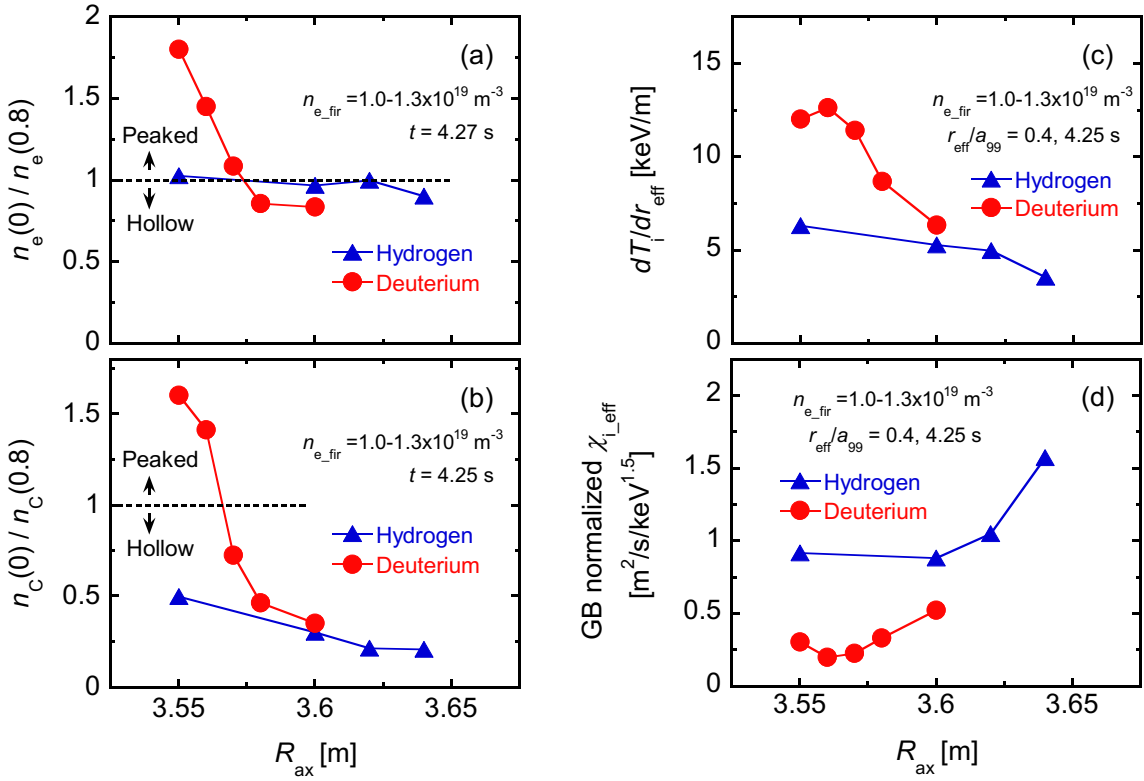 2
1.5
1
0.5
0
n_e(0) / n_e(0.8)
(a)
n_e_fir =1.0-1.3x10^19 m^-3
t = 4.27 s
Peaked
Hollow
Hydrogen
Deuterium
1.5
1
0.5
0
n_C(0) / n_C(0.8)
(b)
n_e_fir =1.0-1.3x10^19 m^-3
t = 4.25 s
Peaked
Hollow
Hydrogen
Deuterium
3.55
3.6
3.65
R_ax [m]
15
10
5
0
dT_i/dr_eff [keV/m]
(c)
n_e_fir =1.0-1.3x10^19 m^-3
r_eff/a_99 = 0.4, 4.25 s
Hydrogen
Deuterium
2
1.5
1
0.5
0
GB normalized χ_i_eff
[m^2/s/keV^1.5]
(d)
n_e_fir =1.0-1.3x10^19 m^-3
r_eff/a_99 = 0.4, 4.25 s
Hydrogen
Deuterium
3.55
3.6
3.65
R_ax [m]